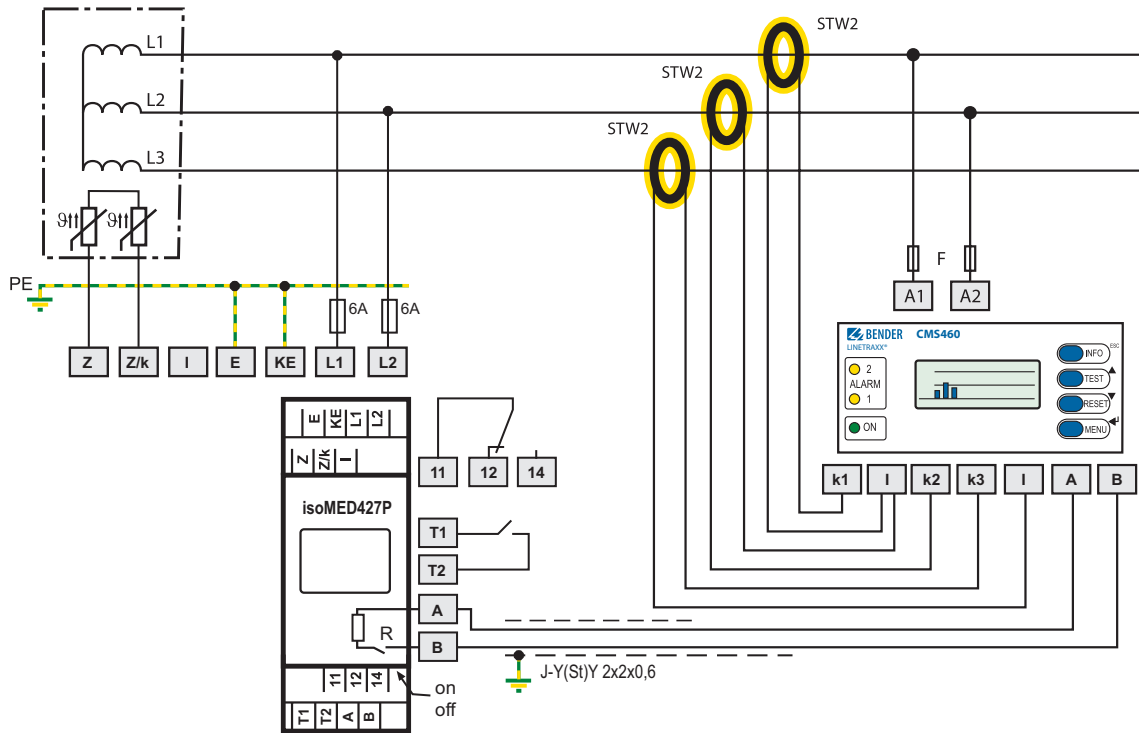 L1
STW2
L2
STW2
L3
STW2
ϑ↑↑ ϑ↑↑
PE
6A 6A
F
A1 A2
Z Z/k I E KE L1 L2
BENDER CMS460
LINETRAXX®
2
ALARM
1
ON
INFO ESC
TEST
RESET
MENU
E KE L1 L2
Z Z/k I
isoMED427P
11 12 14
k1 l k2 k3 l A B
T1
T2
A
R
B
J-Y(St)Y 2x2x0,6
11 12 14
on
off
T1 T2 A B